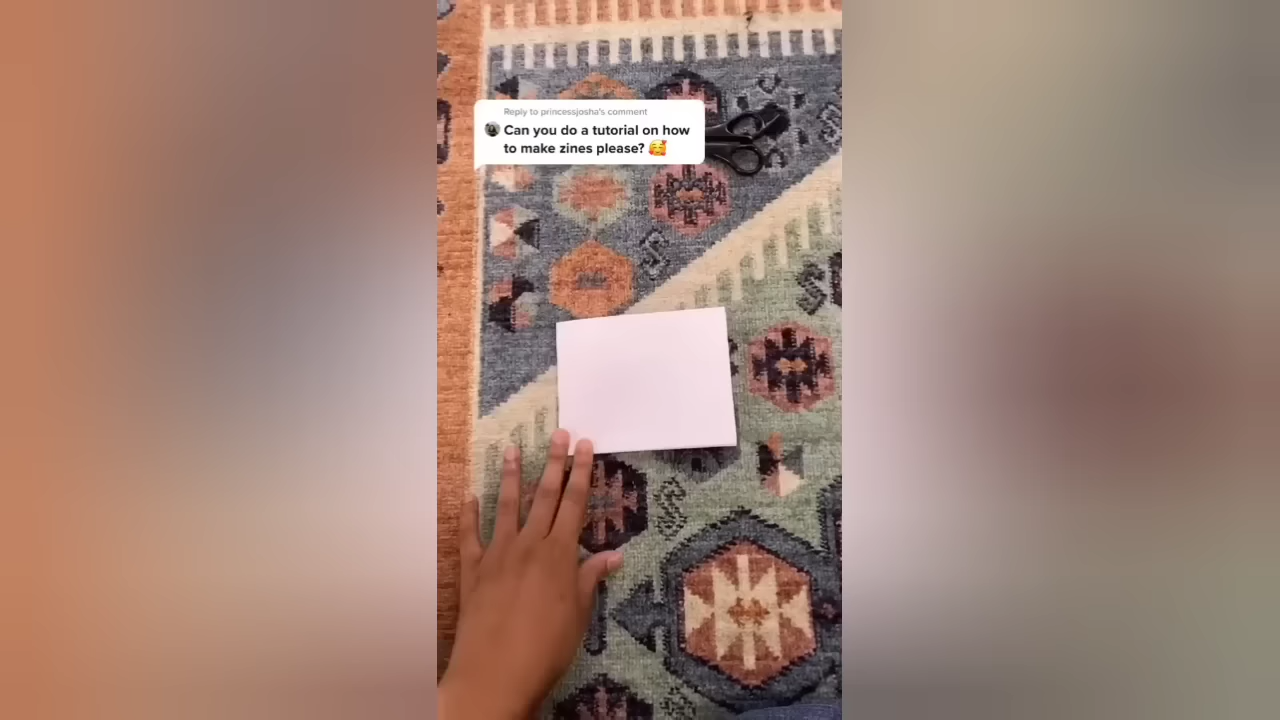 Reply to princessjosha's comment
Can you do a tutorial on how
to make zines please? 🥰